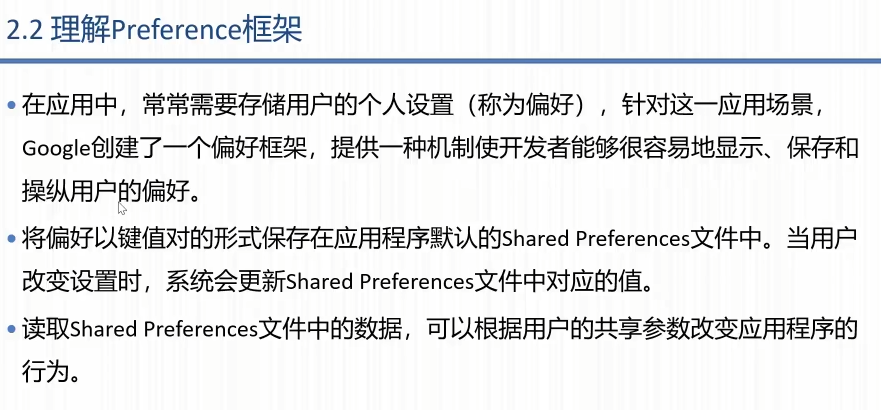 2.2 理解Preference框架
•在应用中，常常需要存储用户的个人设置（称为偏好），针对这一应用场景，
Google创建了一个偏好框架，提供一种机制使开发者能够很容易地显示、保存和
操纵用户的偏好。
•将偏好以键值对的形式保存在应用程序默认的Shared Preferences文件中。当用户
改变设置时，系统会更新Shared Preferences文件中对应的值。
•读取Shared Preferences文件中的数据，可以根据用户的共享参数改变应用程序的
行为。